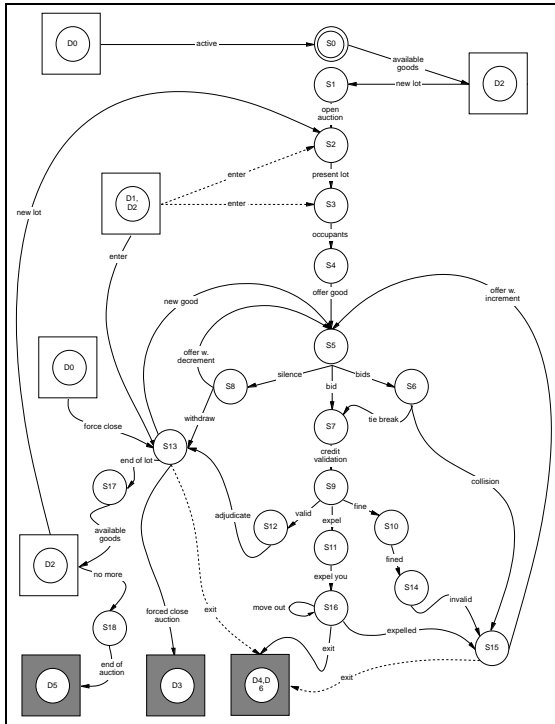 D0
active
S0
available
goods
D2
S1
new lot
open
auction
S2
enter
present lot
D1,
D2
enter
S3
new lot
occupants
enter
S4
new good
offer good
offer w.
increment
S5
offer w.
decrement
D0
silence
bids
S8
bid
S6
withdraw
tie break
S7
force close
S13
credit
validation
end of lot
S17
S9
collision
valid
fine
adjudicate
S12
expel
S10
available
goods
S11
fined
D2
expel you
S14
no more
invalid
move out
S16
exit
S18
forced close
auction
expelled
S15
exit
end of
auction
exit
D5
D3
D4,D
6